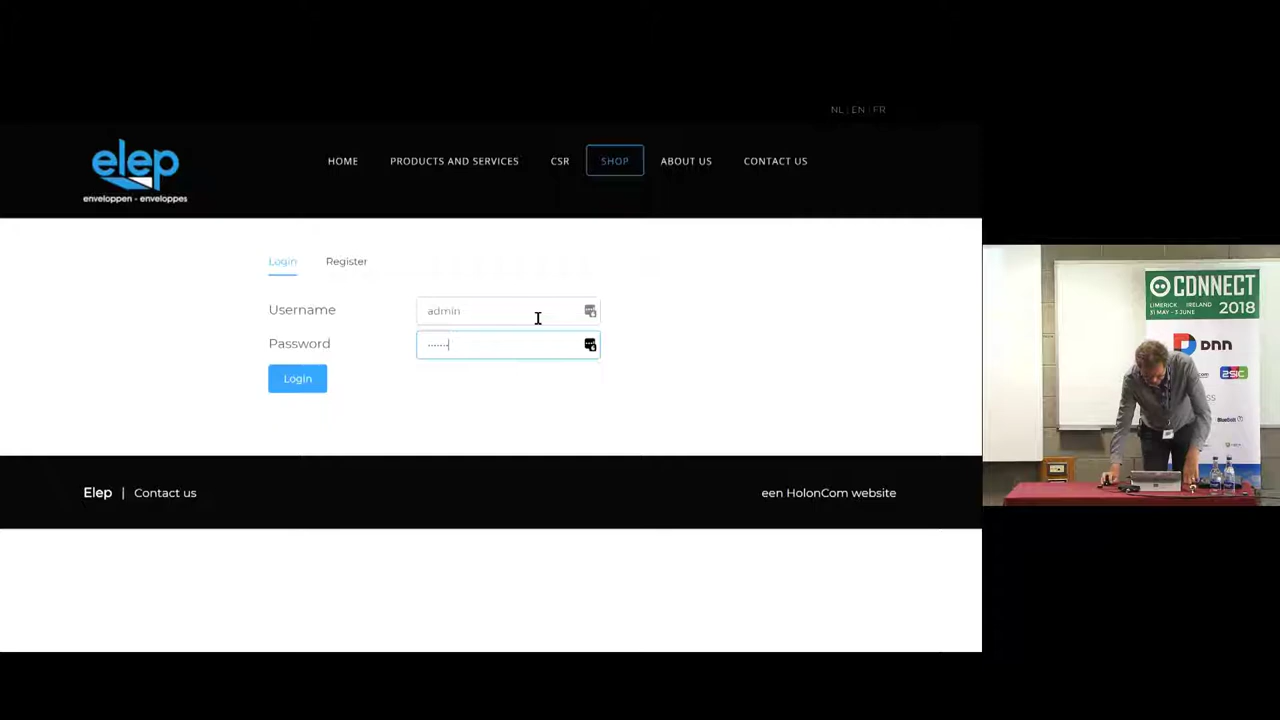 NL | EN | FR
elep
enveloppen - enveloppes
HOME
PRODUCTS AND SERVICES
CSR
SHOP
ABOUT US
CONTACT US
Login
Register
Username
admin
Password
Login
Elep | Contact us
een HolonCom website
CONNECT
LIMERICK IRELAND
31 MAY - 3 JUNE
2018
DNN
2SIC